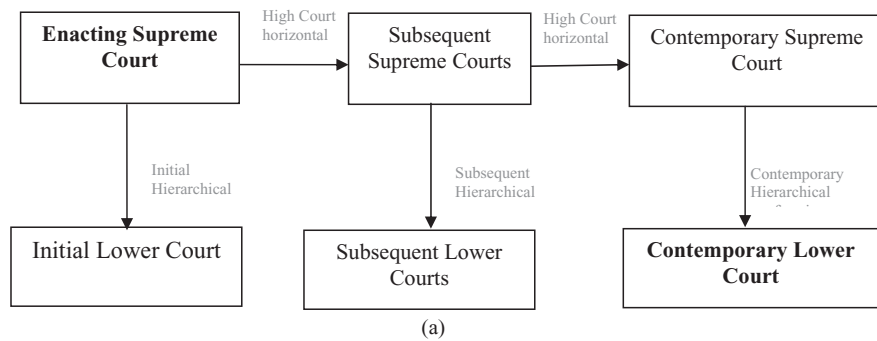 Enacting Supreme
Court
High Court
horizontal
Subsequent
Supreme Courts
High Court
horizontal
Contemporary Supreme
Court
Initial
Hierarchical
Subsequent
Hierarchical
Contemporary
Hierarchical
Initial Lower Court
Subsequent Lower
Courts
Contemporary Lower
Court
(a)